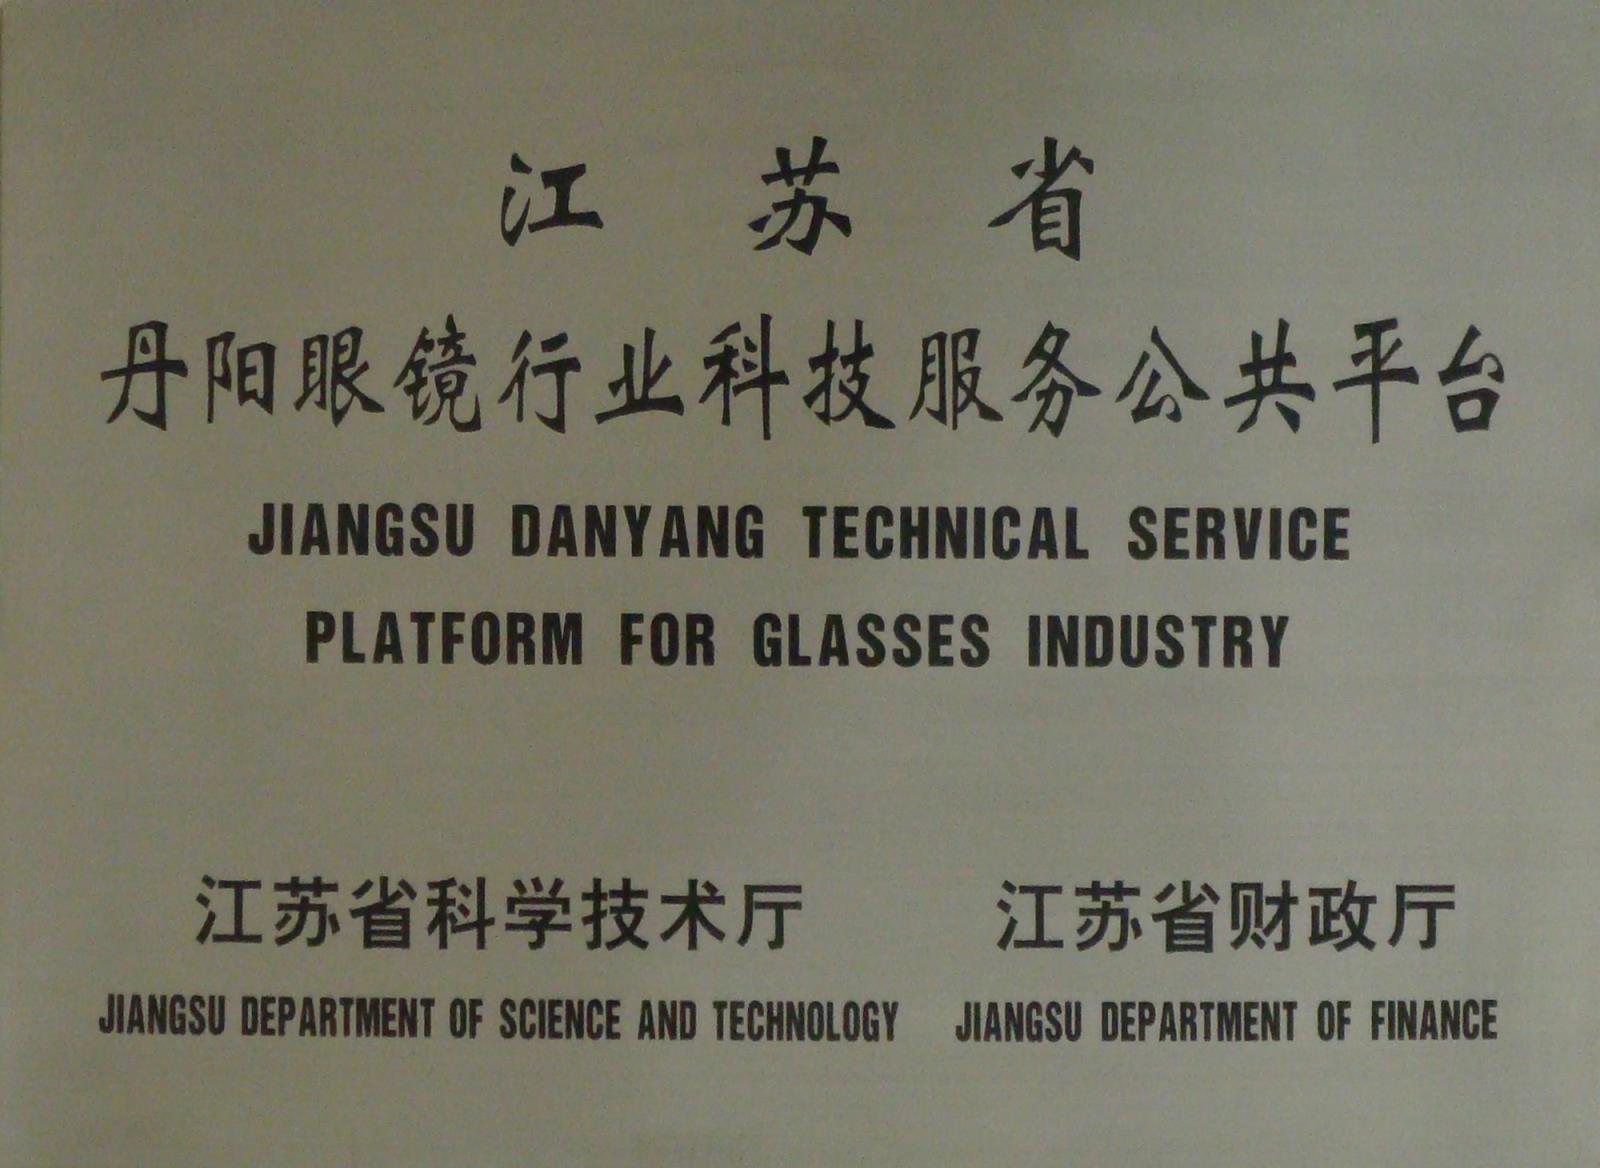 江苏省
丹阳眼镜行业科技服务公共平台
JIANGSU DANYANG TECHNICAL SERVICE
PLATFORM FOR GLASSES INDUSTRY
江苏省科学技术厅 江苏省财政厅
JIANGSU DEPARTMENT OF SCIENCE AND TECHNOLOGY JIANGSU DEPARTMENT OF FINANCE